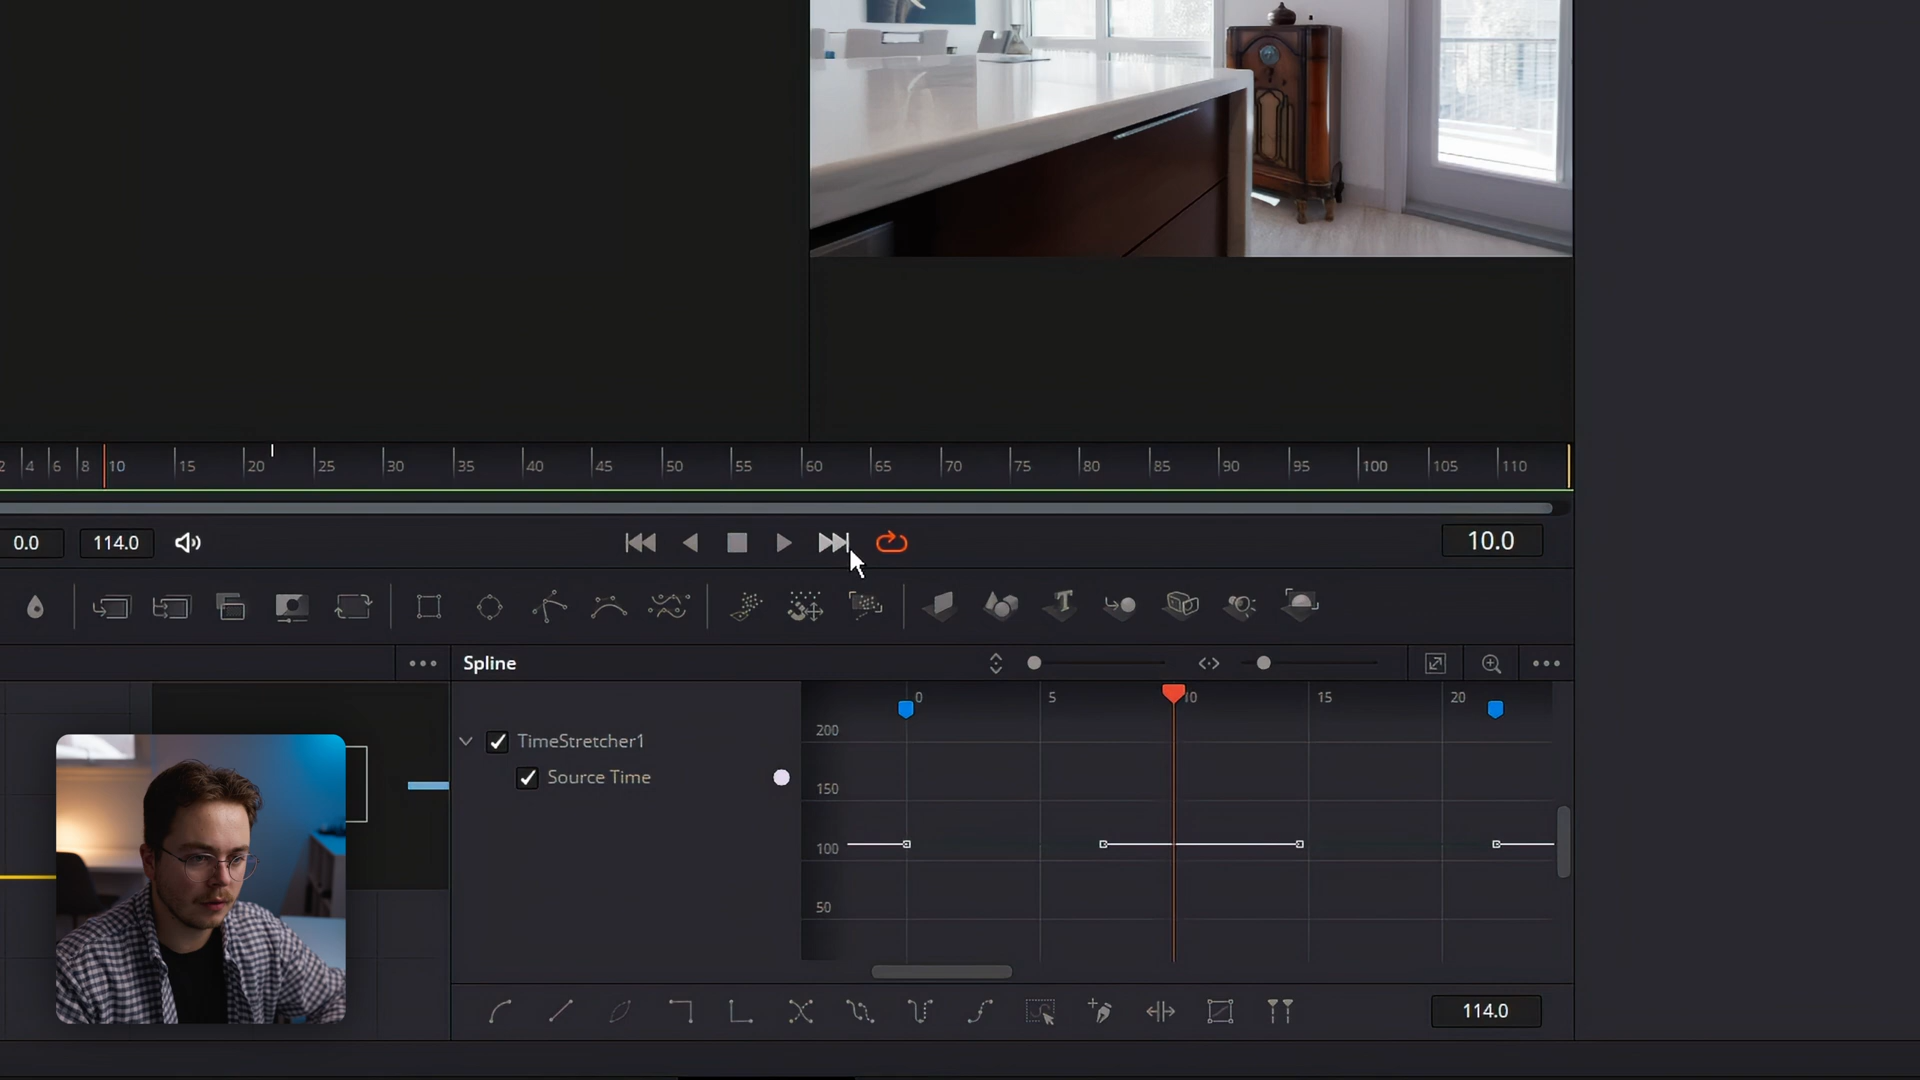 2 4 6 8 10 15 20 25 30 35 40 45 50 55 60 65 70 75 80 85 90 95 100 105 110
0.0 114.0 10.0
T
Spline
0 5 10 15 20
200
TimeStretcher1
Source Time
150
100
50
114.0